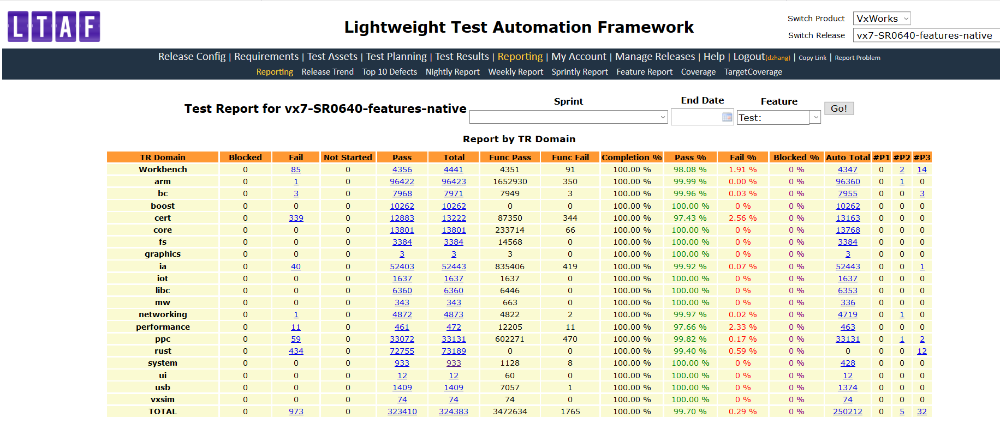 LTAF
Lightweight Test Automation Framework
Switch Product VxWorks
Switch Release vx7-SR0640-features-native
Release Config | Requirements | Test Assets | Test Planning | Test Results | Reporting | My Account | Manage Releases | Help | Logout(dzhang) | Copy Link | Report Problem
Reporting Release Trend Top 10 Defects Nightly Report Weekly Report Sprintly Report Feature Report Coverage TargetCoverage
Sprint End Date Feature
Test Report for vx7-SR0640-features-native Test: Go!
Report by TR Domain
TR Domain Blocked Fail Not Started Pass Total Func Pass Func Fail Completion % Pass % Fail % Blocked % Auto Total #P1 #P2 #P3
Workbench 0 85 0 4356 4441 4351 91 100.00 % 98.08 % 1.91 % 0 % 4347 0 2 14
arm 0 1 0 96422 96423 1652930 350 100.00 % 99.99 % 0.00 % 0 % 96360 0 1 0
bc 0 3 0 7968 7971 7949 3 100.00 % 99.96 % 0.03 % 0 % 7955 0 0 3
boost 0 0 0 10262 10262 0 0 100.00 % 100.00 % 0 % 0 % 10262 0 0 0
cert 0 339 0 12883 13222 87350 344 100.00 % 97.43 % 2.56 % 0 % 13163 0 0 0
core 0 0 0 13801 13801 233714 66 100.00 % 100.00 % 0 % 0 % 13768 0 0 0
fs 0 0 0 3384 3384 14568 0 100.00 % 100.00 % 0 % 0 % 3384 0 0 0
graphics 0 0 0 3 3 3 0 100.00 % 100.00 % 0 % 0 % 3 0 0 0
ia 0 40 0 52403 52443 835406 419 100.00 % 99.92 % 0.07 % 0 % 52443 0 0 1
iot 0 0 0 1637 1637 1637 0 100.00 % 100.00 % 0 % 0 % 1637 0 0 0
libc 0 0 0 6360 6360 6446 0 100.00 % 100.00 % 0 % 0 % 6353 0 0 0
mw 0 0 0 343 343 663 0 100.00 % 100.00 % 0 % 0 % 336 0 0 0
networking 0 1 0 4872 4873 4822 2 100.00 % 99.97 % 0.02 % 0 % 4719 0 1 0
performance 0 11 0 461 472 12205 11 100.00 % 97.66 % 2.33 % 0 % 463 0 0 0
ppc 0 59 0 33072 33131 602271 470 100.00 % 99.82 % 0.17 % 0 % 33131 0 1 2
rust 0 434 0 72755 73189 0 0 100.00 % 99.40 % 0.59 % 0 % 0 0 0 12
system 0 0 0 933 933 1128 8 100.00 % 100.00 % 0 % 0 % 428 0 0 0
ui 0 0 0 12 12 60 0 100.00 % 100.00 % 0 % 0 % 12 0 0 0
usb 0 0 0 1409 1409 7057 1 100.00 % 100.00 % 0 % 0 % 1374 0 0 0
vxsim 0 0 0 74 74 74 0 100.00 % 100.00 % 0 % 0 % 74 0 0 0
TOTAL 0 973 0 323410 324383 3472634 1765 100.00 % 99.70 % 0.29 % 0 % 250212 0 5 32